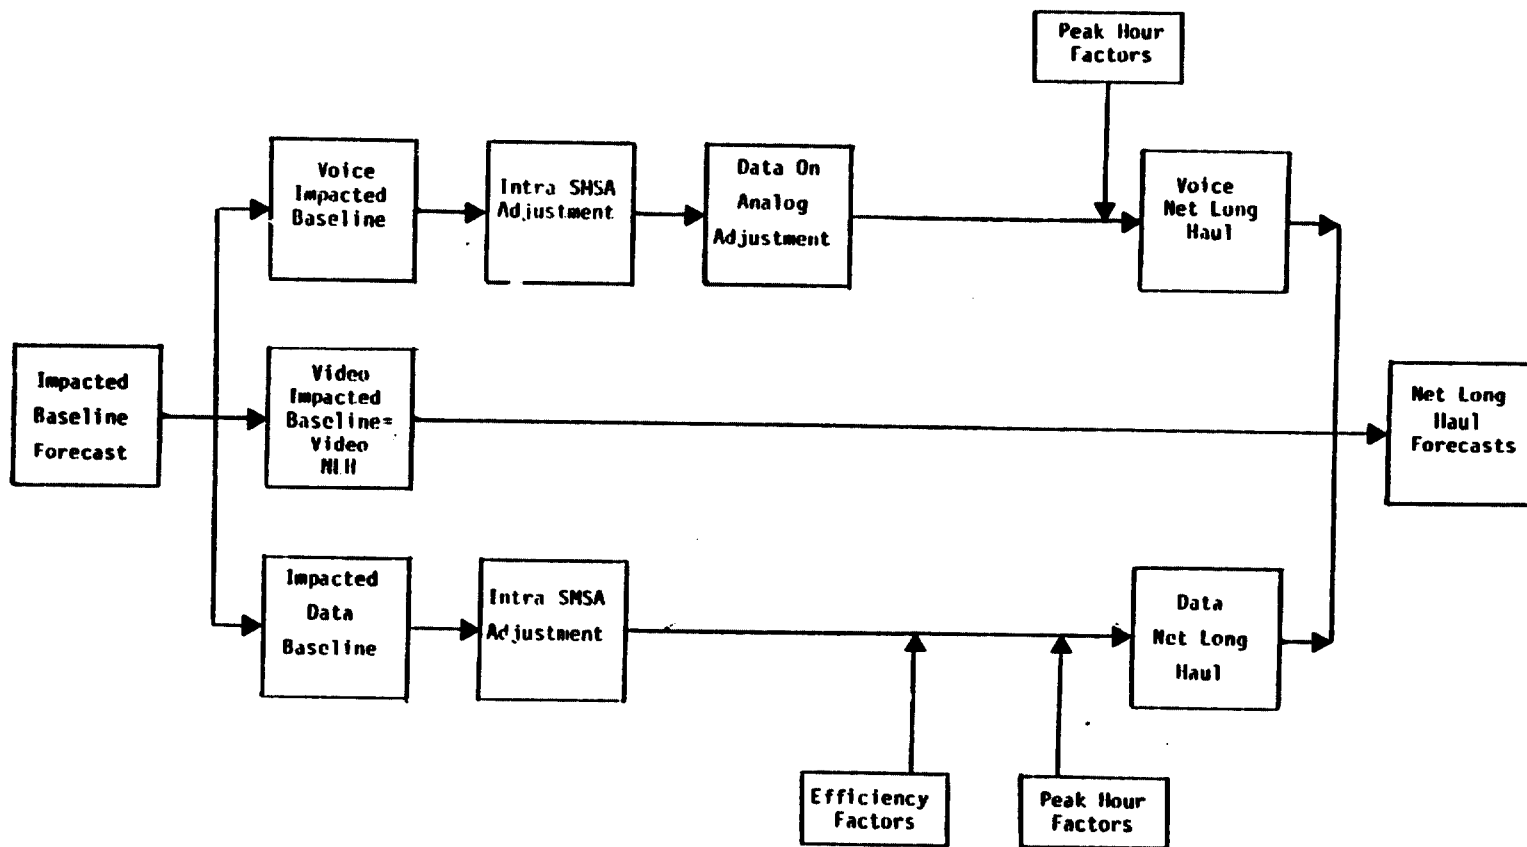 Peak Hour
Factors
Voice
Impacted
Baseline
Intra SMSA
Adjustment
Data On
Analog
Adjustment
Voice
Net Long
Haul
Impacted
Baseline
Forecast
Video
Impacted
Baseline=
Video
NLH
Net Long
Haul
Forecasts
Impacted
Data
Baseline
Intra SMSA
Adjustment
Data
Net Long
Haul
Efficiency
Factors
Peak Hour
Factors